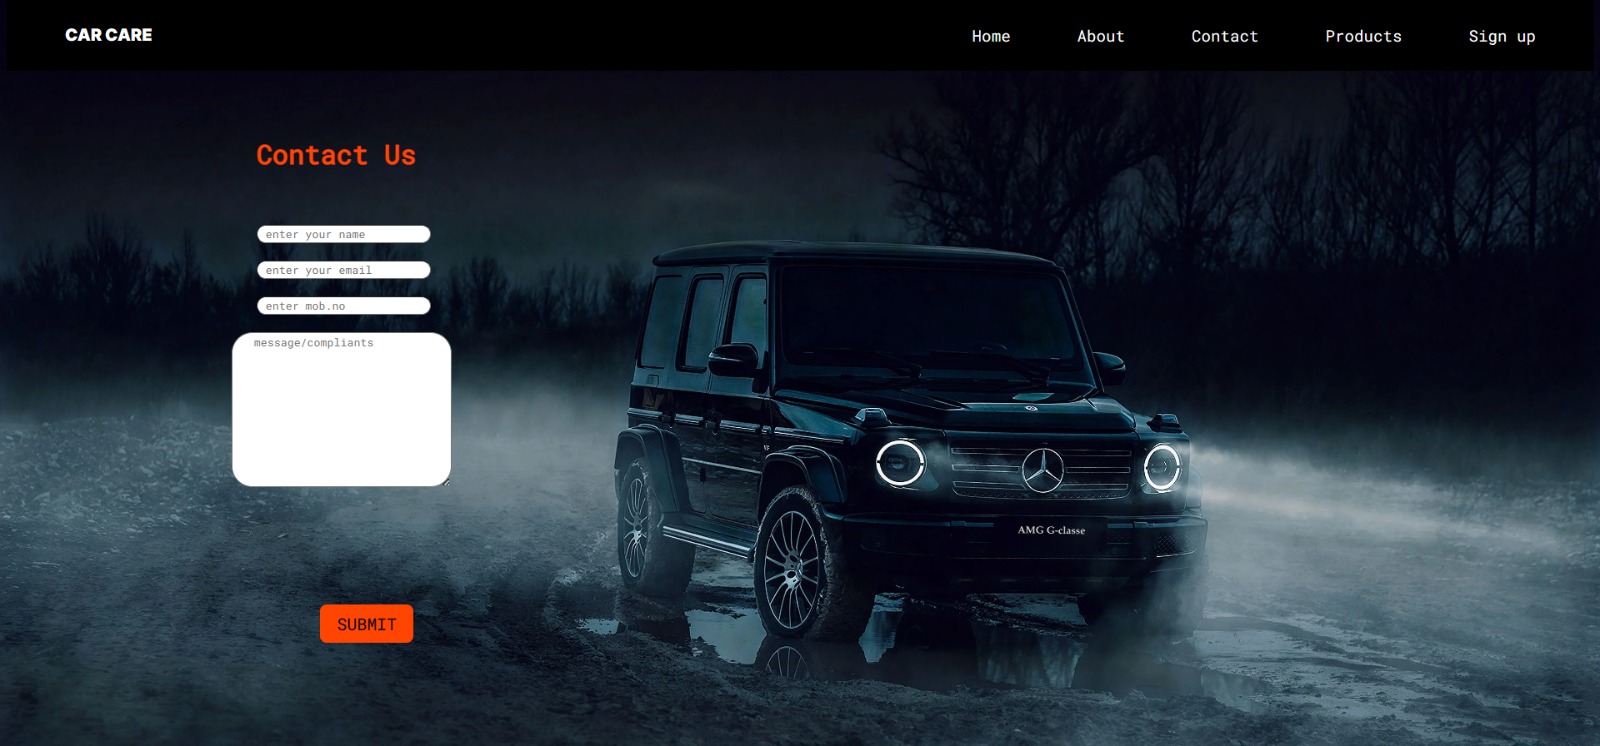 CAR CARE
Home About Contact Products Sign up
Contact Us
enter your name
enter your email
enter mob.no
message/compliants
AMG G-classe
SUBMIT